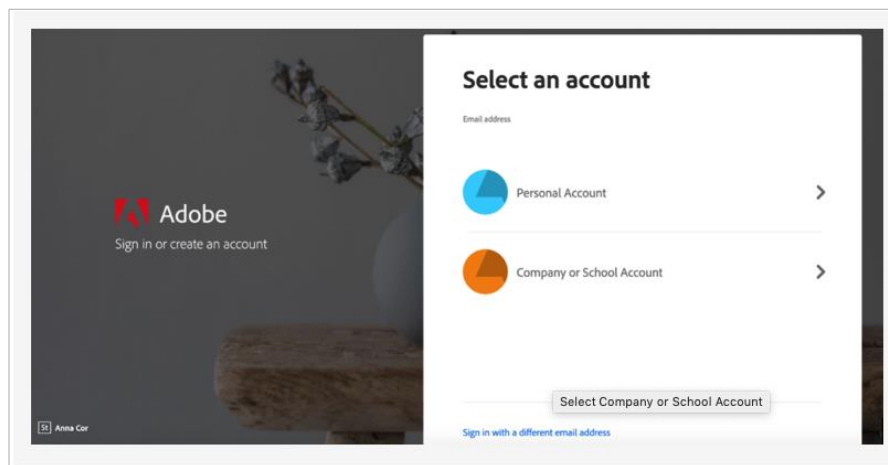 Adobe
Sign in or create an account
St Anna Cor
Select an account
Email address
Personal Account
Company or School Account
Select Company or School Account
Sign in with a different email address